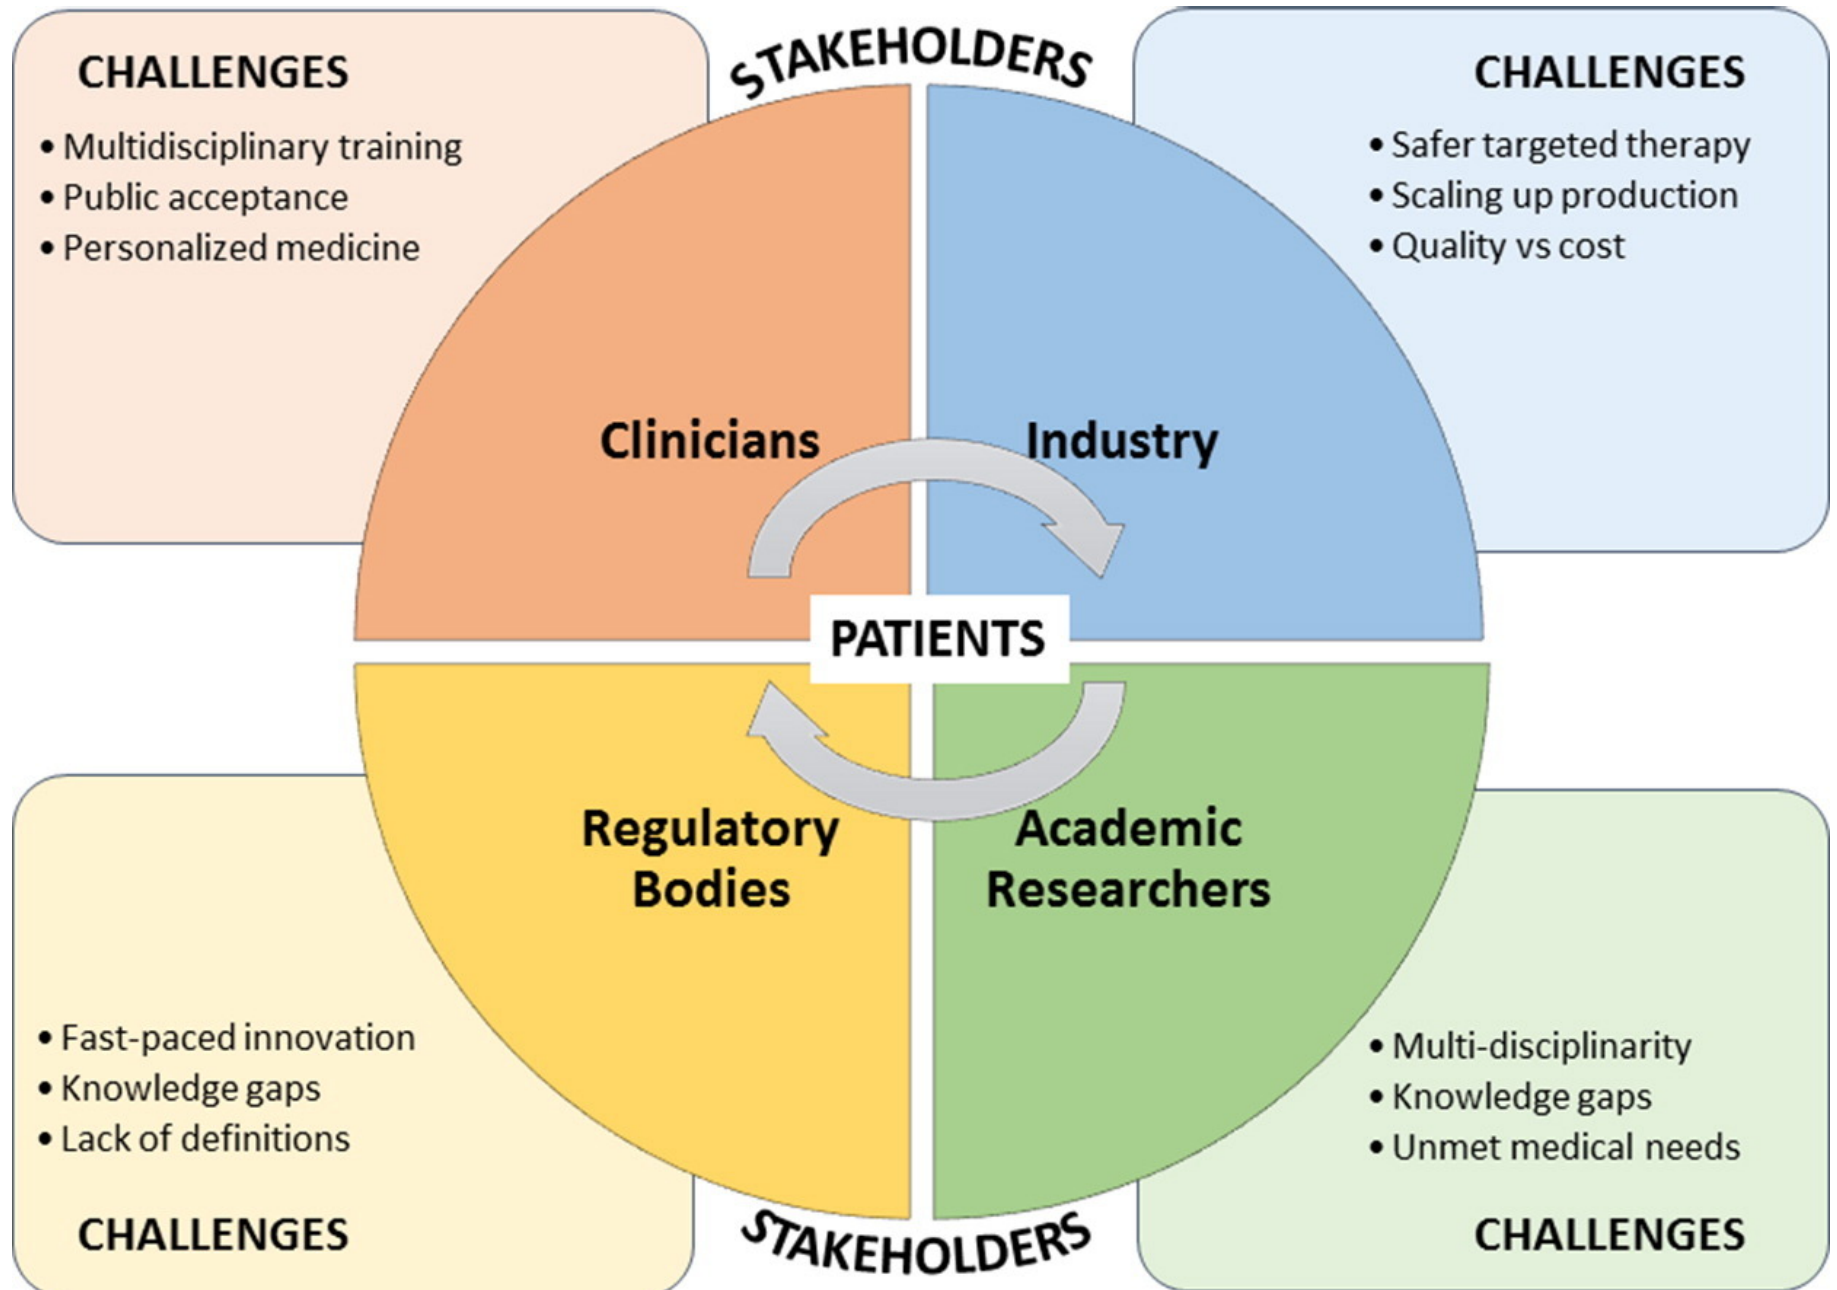 STAKEHOLDERS
CHALLENGES
• Multidisciplinary training
• Public acceptance
• Personalized medicine
CHALLENGES
• Safer targeted therapy
• Scaling up production
• Quality vs cost
Clinicians
Industry
PATIENTS
Regulatory
Bodies
Academic
Researchers
• Fast-paced innovation
• Knowledge gaps
• Lack of definitions
CHALLENGES
• Multi-disciplinarity
• Knowledge gaps
• Unmet medical needs
CHALLENGES
STAKEHOLDERS